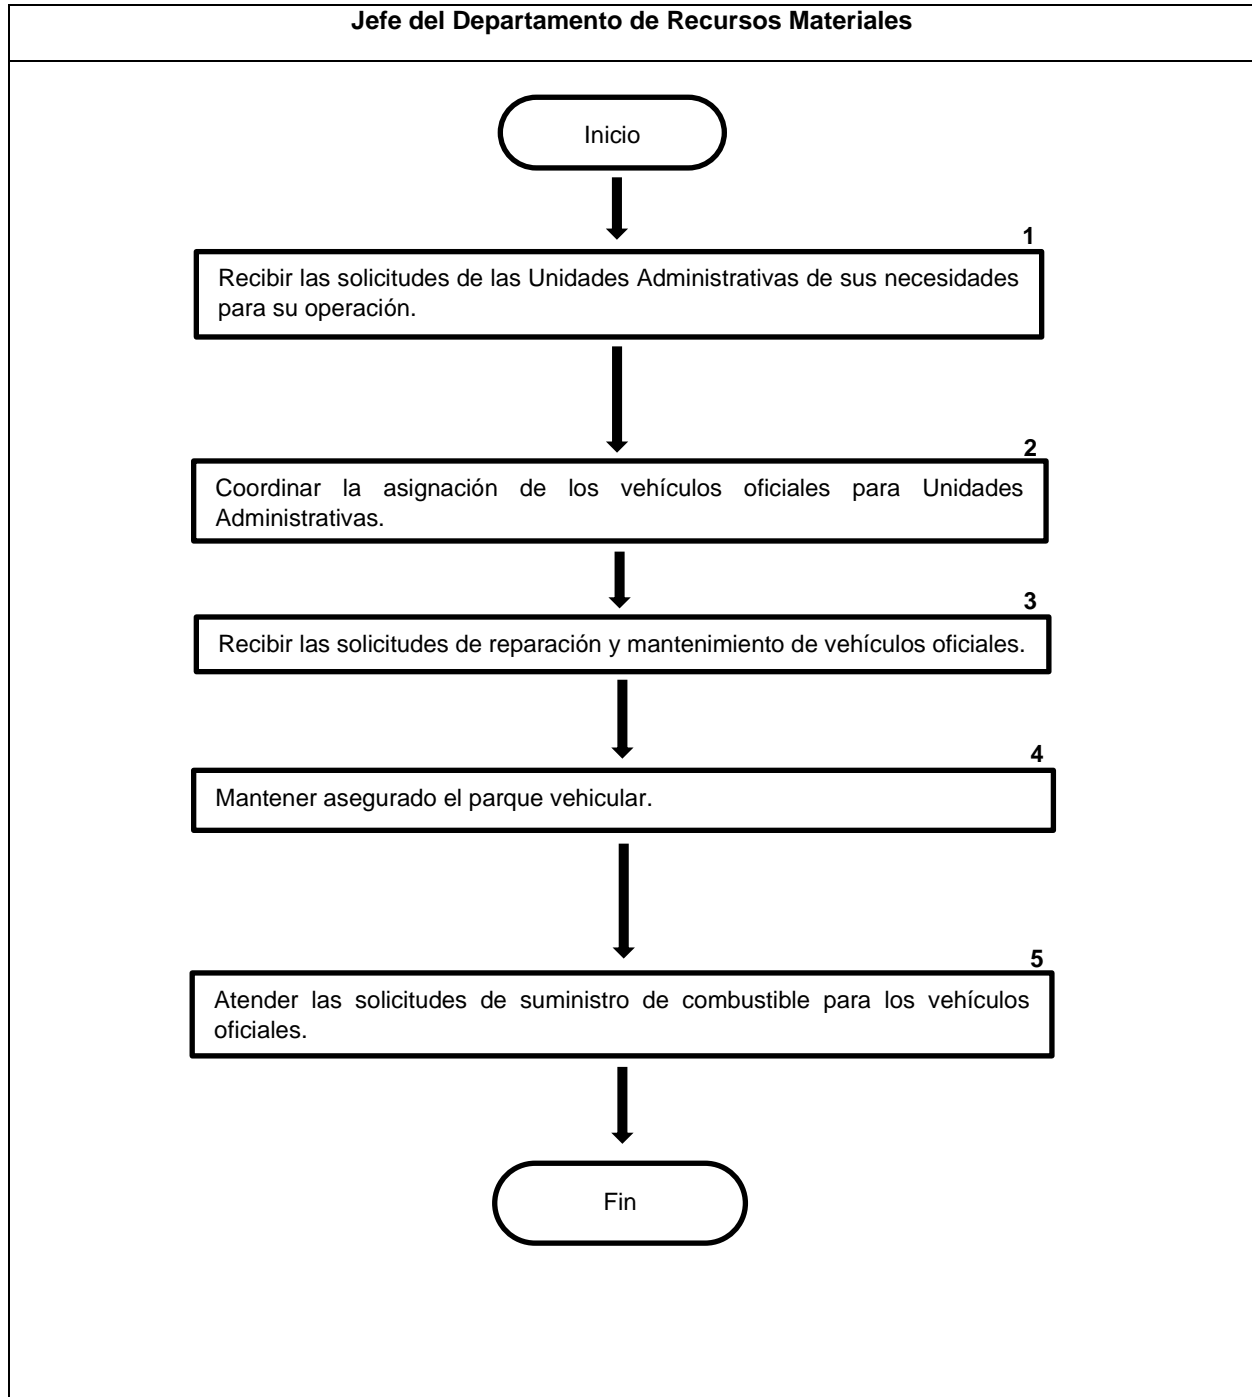 Jefe del Departamento de Recursos Materiales
Inicio
1
Recibir las solicitudes de las Unidades Administrativas de sus necesidades
para su operación.
2
Coordinar la asignación de los vehículos oficiales para Unidades
Administrativas.
3
Recibir las solicitudes de reparación y mantenimiento de vehículos oficiales.
4
Mantener asegurado el parque vehicular.
5
Atender las solicitudes de suministro de combustible para los vehículos
oficiales.
Fin